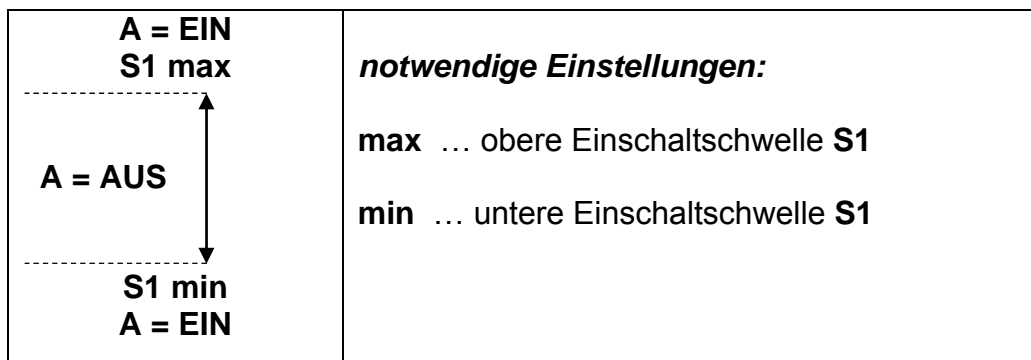 A = EIN
S1 max
A = AUS
S1 min
A = EIN
notwendige Einstellungen:
max … obere Einschaltschwelle S1
min … untere Einschaltschwelle S1